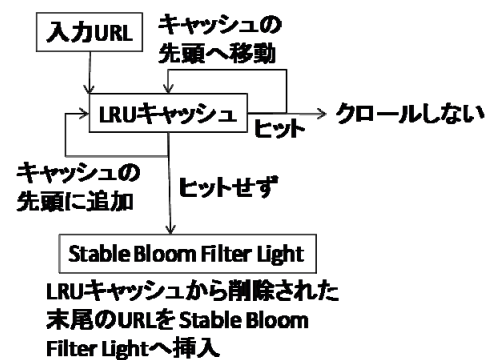 入力URL
キャッシュの
先頭へ移動
LRUキャッシュ
ヒット
クロールしない
キャッシュの
先頭に追加
ヒットせず
Stable Bloom Filter Light
LRUキャッシュから削除された
末尾のURLをStable Bloom
Filter Lightへ挿入